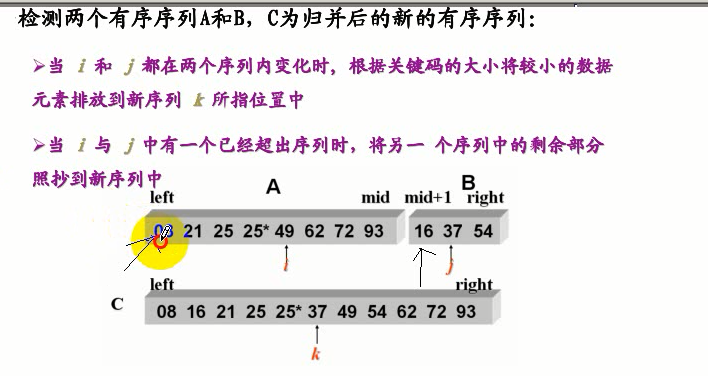 检测两个有序序列A和B，C为归并后的新的有序序列：
➢当 i 和 j 都在两个序列内变化时，根据关键码的大小将较小的数据
元素排放到新序列 k 所指位置中
➢当 i 与 j 中有一个已经超出序列时，将另一 个序列中的剩余部分
照抄到新序列中
A B
left mid mid+1 right
08 21 25 25* 49 62 72 93 16 37 54
i j
left right
C 08 16 21 25 25* 37 49 54 62 72 93
k